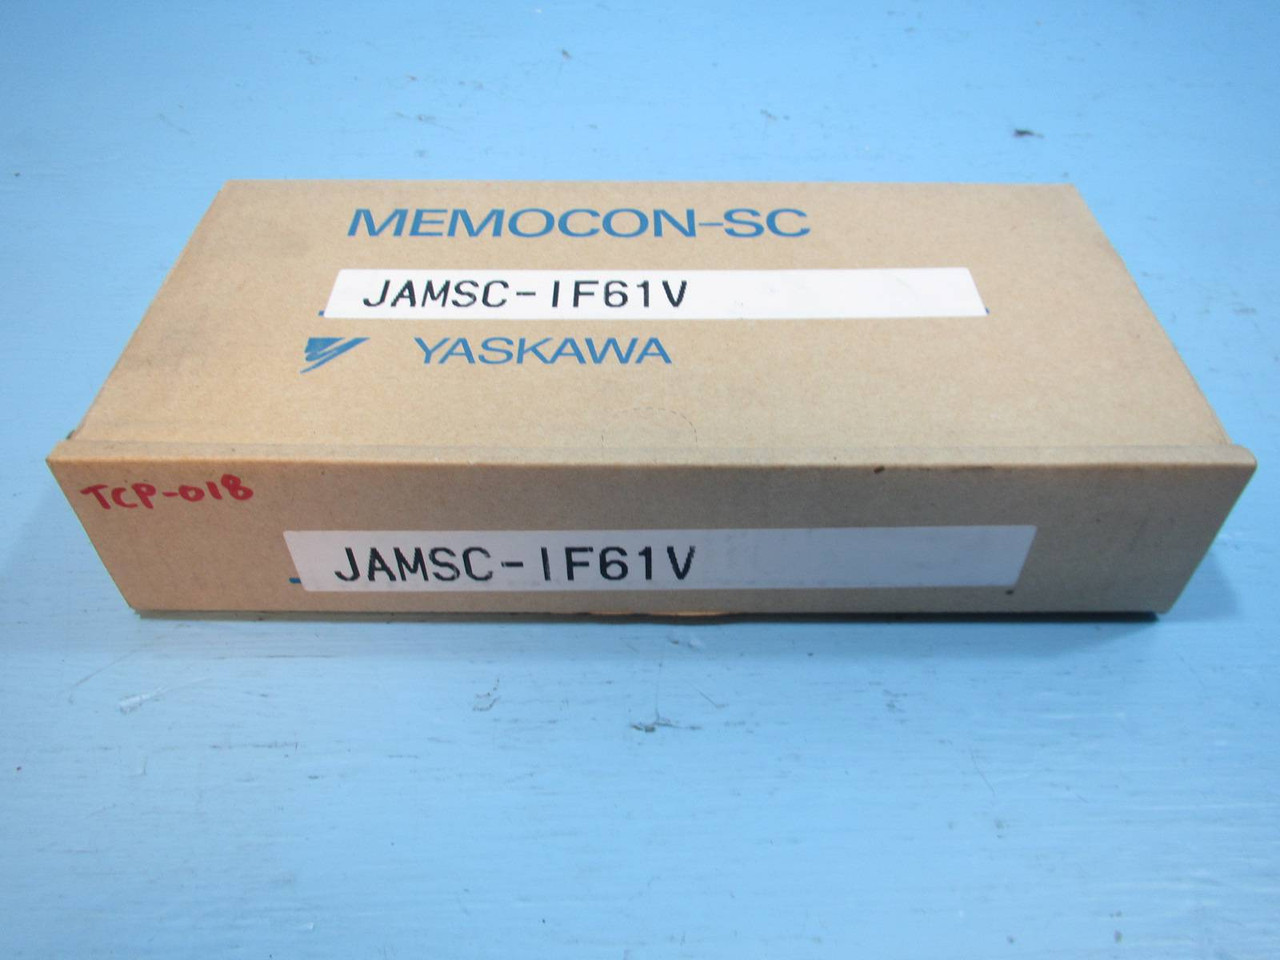 MEMOCON-SC
JAMSC-IF61V
YASKAWA
TCP-018
JAMSC-IF61V